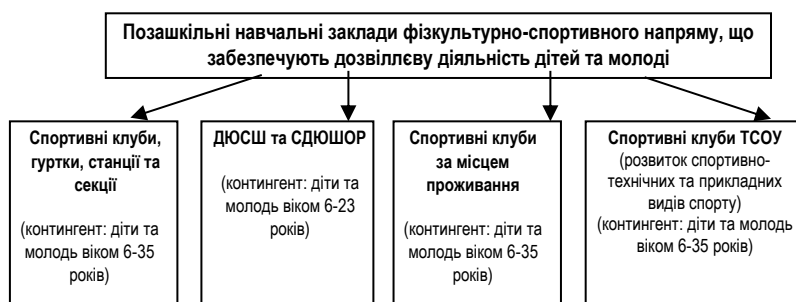 Позашкільні навчальні заклади фізкультурно-спортивного напряму, що
забезпечують дозвіллєву діяльність дітей та молоді
Спортивні клуби,
гуртки, станції та
секції
(контингент: діти та
молодь віком 6-35
років)
ДЮСШ та СДЮШОР
(контингент: діти та
молодь віком 6-23
років)
Спортивні клуби
за місцем
проживання
(контингент: діти та
молодь віком 6-35
років)
Спортивні клуби ТСОУ
(розвиток спортивно-
технічних та прикладних
видів спорту)
(контингент: діти та молодь
віком 6-35 років)